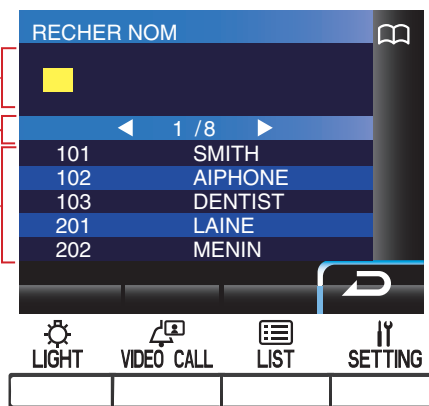 RECHER NOM
1 /8
101 SMITH
102 AIPHONE
103 DENTIST
201 LAINE
202 MENIN
LIGHT VIDEO CALL LIST SETTING